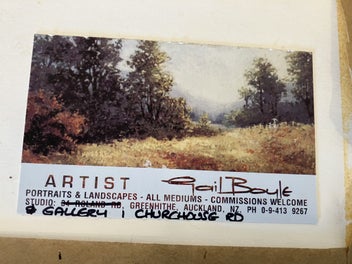 ARTIST Gail Boyle
PORTRAITS & LANDSCAPES - ALL MEDIUMS - COMMISSIONS WELCOME
STUDIO: 84 ROLAND RD, GREENHITHE, AUCKLAND, NZ, PH 0-9-413 9267
& GALLERY 1 CHURCHOUSE RD